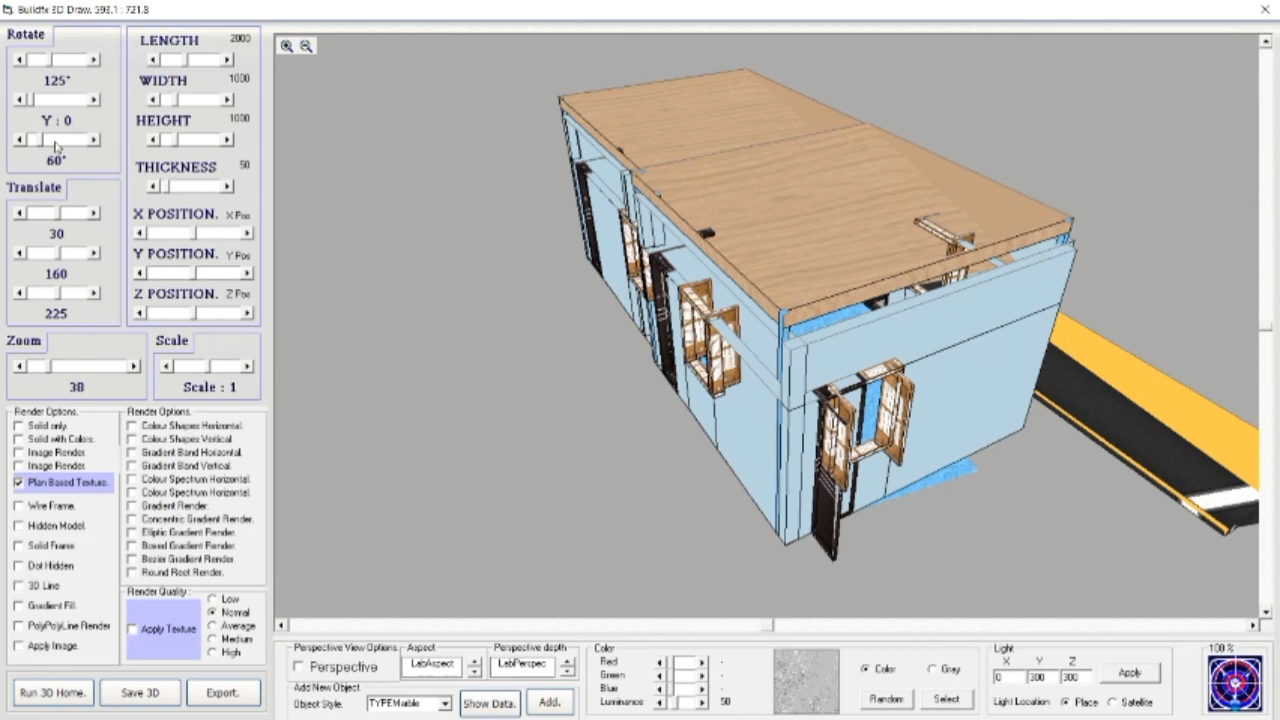 Buildfx 3D Draw. 593.1 : 721.8
Rotate
125°
Y : 0
60°
Translate
30
160
225
LENGTH 2000
WIDTH 1000
HEIGHT 1000
THICKNESS 50
X POSITION. X Pos
Y POSITION. Y Pos
Z POSITION. Z Pos
Zoom
38
Scale
Scale : 1
Render Options.
Solid only.
Solid with Colors.
Image Render.
Image Render.
Plan Based Texture.
Wire Frame.
Hidden Model.
Solid Frame
Dot Hidden
3D Line
Gradient Fill.
PolyPolyLine Render
Apply Image.
Render Options.
Colour Shapes Horizontal.
Colour Shapes Vertical
Gradient Band Horizontal.
Gradient Band Vertical.
Colour Spectrum Horizontal.
Colour Spectrum Horizontal.
Gradient Render.
Concentric Gradient Render.
Elliptic Gradient Render.
Boxed Gradient Render.
Bezier Gradient Render.
Round Rect Render.
Render Quality :
Apply Texture
Low
Normal
Average
Medium
High
Run 3D Home.
Save 3D
Export.
Perspective View Options.
Perspective
Aspect
LabAspect
Perspective depth
LabPerspec
Add New Object
Object Style.
TYPEMarble
Show Data.
Add.
Color
Red
Green
Blue
Luminance
50
Color
Gray
Random
Select
Light
X Y Z
0 300 300
Apply
Light Location
Place
Satellite
100 %